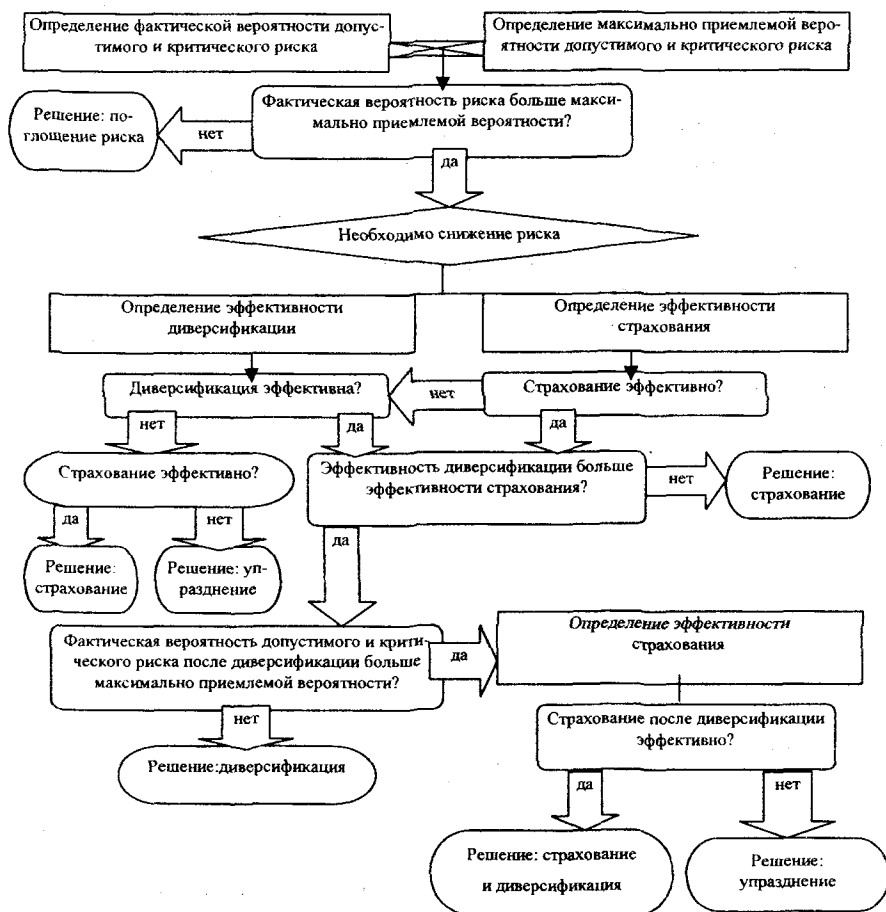 Определение фактической вероятности допус-
тимого и критического риска
Определение максимально приемлемой веро-
ятности допустимого и критического риска
Фактическая вероятность риска больше макси-
мально приемлемой вероятности?
Решение: по-
глощение риска
нет
да
Необходимо снижение риска
Определение эффективности
диверсификации
Определение эффективности
страхования
Диверсификация эффективна?
нет
Страхование эффективно?
нет
да
да
Страхование эффективно?
Эффективность диверсификации больше
эффективности страхования?
нет
Решение:
страхование
да
нет
да
Решение:
страхование
Решение: уп-
разднение
Фактическая вероятность допустимого и крити-
ческого риска после диверсификации больше
максимально приемлемой вероятности?
да
Определение эффективности
страхования
нет
Страхование после диверсификации
эффективно?
Решение:диверсификация
да
нет
Решение: страхование
и диверсификация
Решение:
упразднение